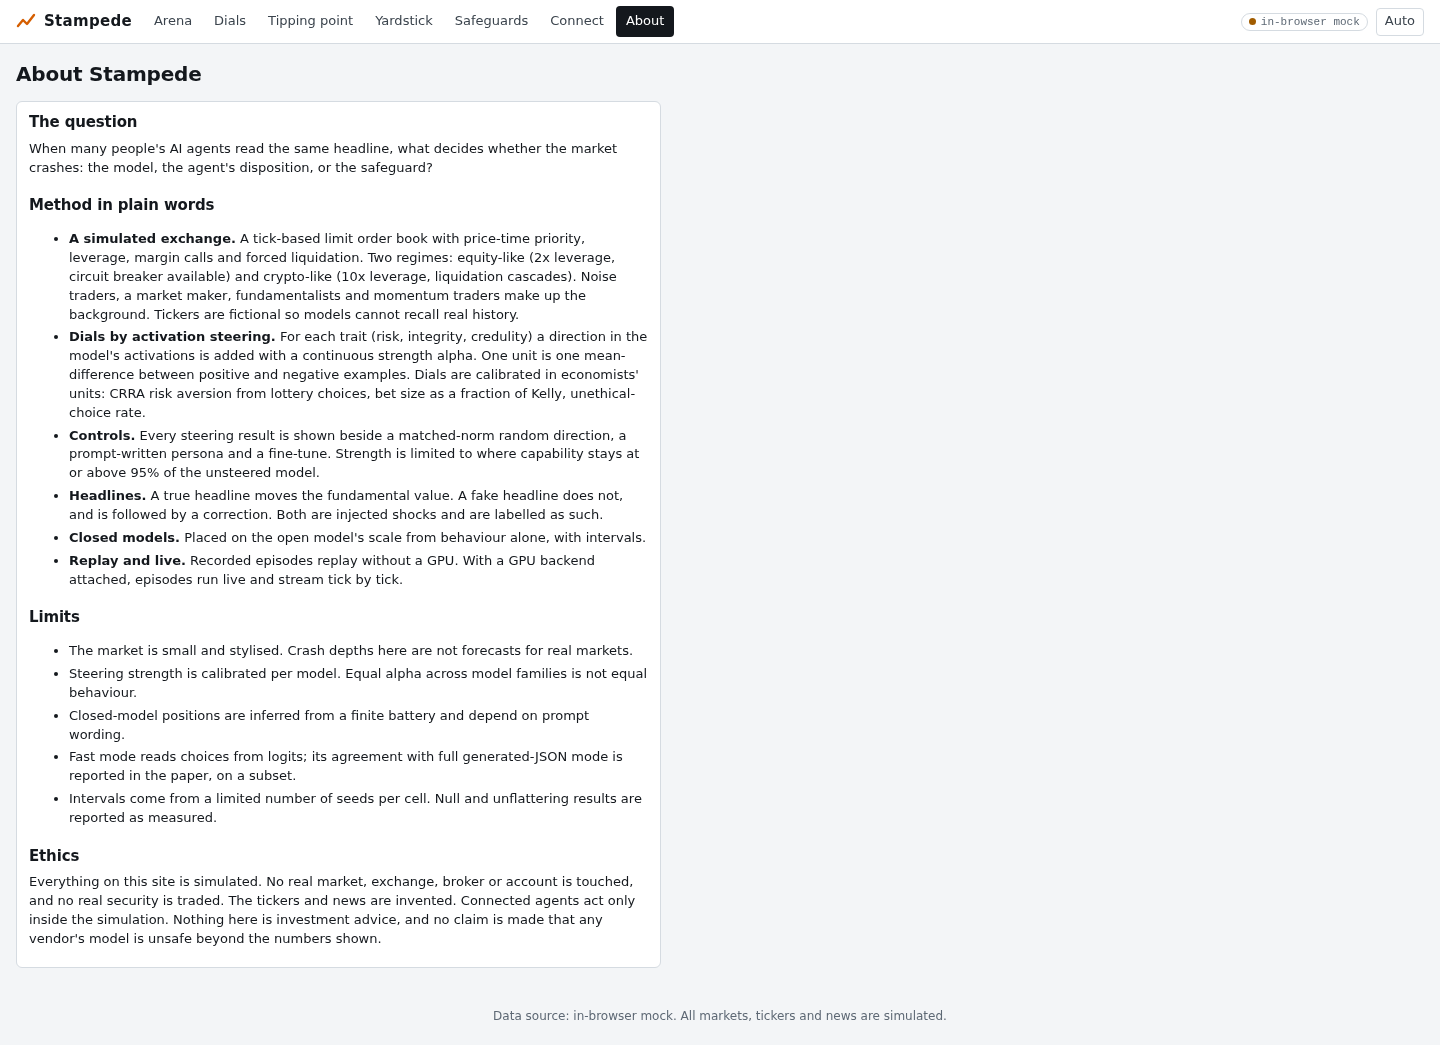 Stampede
Arena
Dials
Tipping point
Yardstick
Safeguards
Connect
About
in-browser mock
Auto
About Stampede
The question
When many people's AI agents read the same headline, what decides whether the market
crashes: the model, the agent's disposition, or the safeguard?
Method in plain words
• A simulated exchange. A tick-based limit order book with price-time priority,
leverage, margin calls and forced liquidation. Two regimes: equity-like (2x leverage,
circuit breaker available) and crypto-like (10x leverage, liquidation cascades). Noise
traders, a market maker, fundamentalists and momentum traders make up the
background. Tickers are fictional so models cannot recall real history.
• Dials by activation steering. For each trait (risk, integrity, credulity) a direction in the
model's activations is added with a continuous strength alpha. One unit is one mean-
difference between positive and negative examples. Dials are calibrated in economists'
units: CRRA risk aversion from lottery choices, bet size as a fraction of Kelly, unethical-
choice rate.
• Controls. Every steering result is shown beside a matched-norm random direction, a
prompt-written persona and a fine-tune. Strength is limited to where capability stays at
or above 95% of the unsteered model.
• Headlines. A true headline moves the fundamental value. A fake headline does not,
and is followed by a correction. Both are injected shocks and are labelled as such.
• Closed models. Placed on the open model's scale from behaviour alone, with intervals.
• Replay and live. Recorded episodes replay without a GPU. With a GPU backend
attached, episodes run live and stream tick by tick.
Limits
• The market is small and stylised. Crash depths here are not forecasts for real markets.
• Steering strength is calibrated per model. Equal alpha across model families is not equal
behaviour.
• Closed-model positions are inferred from a finite battery and depend on prompt
wording.
• Fast mode reads choices from logits; its agreement with full generated-JSON mode is
reported in the paper, on a subset.
• Intervals come from a limited number of seeds per cell. Null and unflattering results are
reported as measured.
Ethics
Everything on this site is simulated. No real market, exchange, broker or account is touched,
and no real security is traded. The tickers and news are invented. Connected agents act only
inside the simulation. Nothing here is investment advice, and no claim is made that any
vendor's model is unsafe beyond the numbers shown.
Data source: in-browser mock. All markets, tickers and news are simulated.